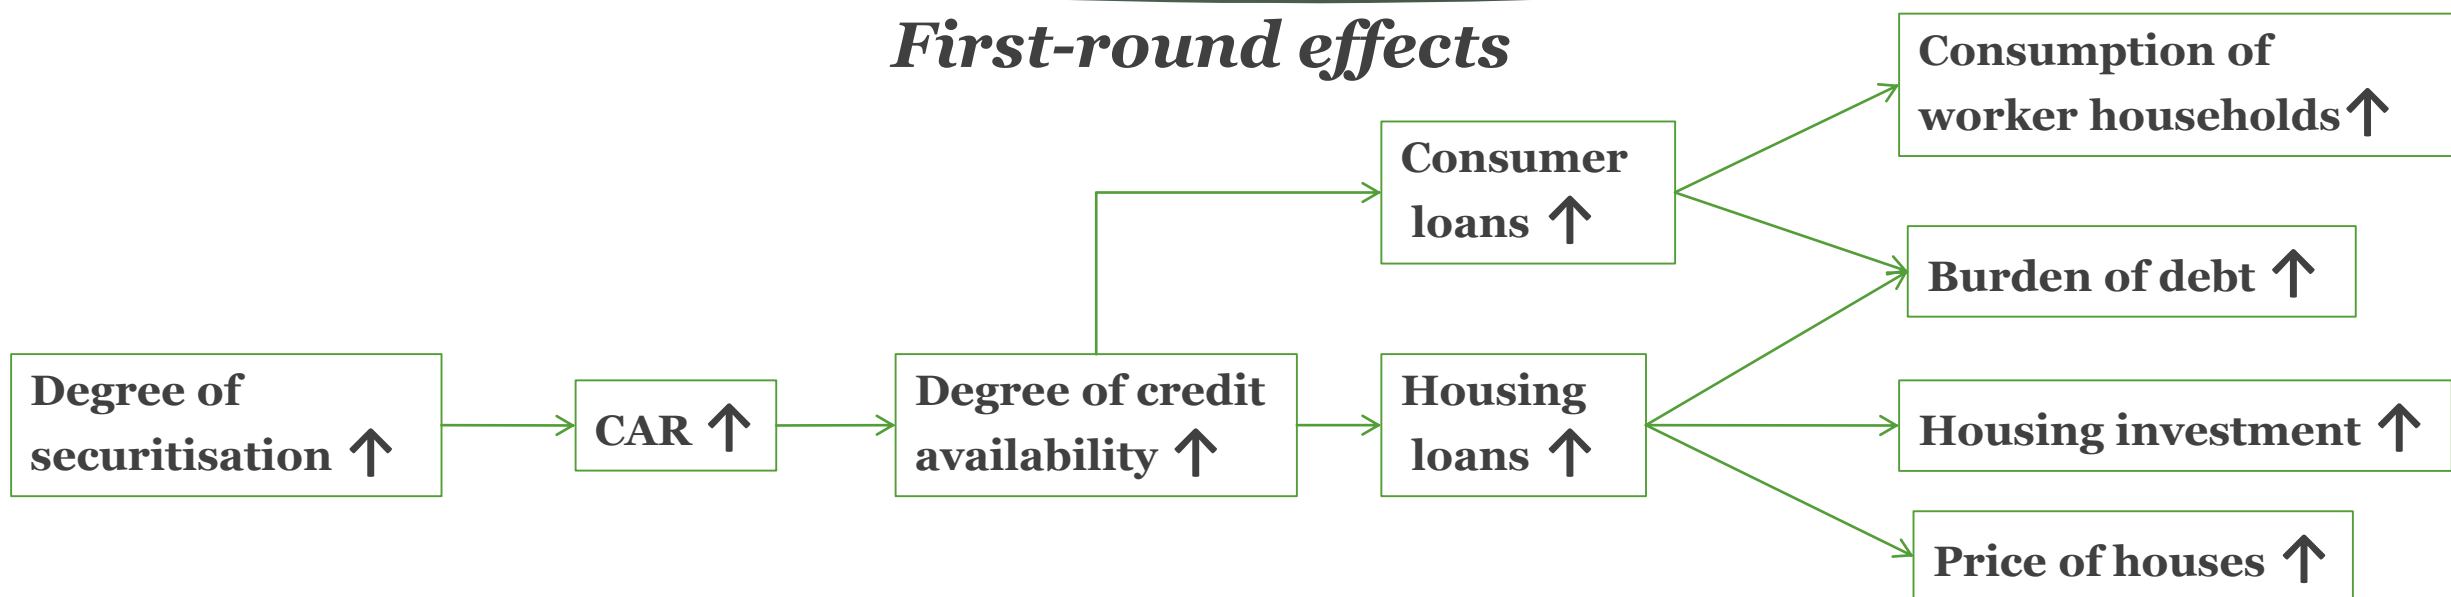 First-round effects
Consumption of
worker households ↑
Consumer
loans ↑
Burden of debt ↑
Degree of
securitisation ↑
CAR ↑
Degree of credit
availability ↑
Housing
loans ↑
Housing investment ↑
Price of houses ↑